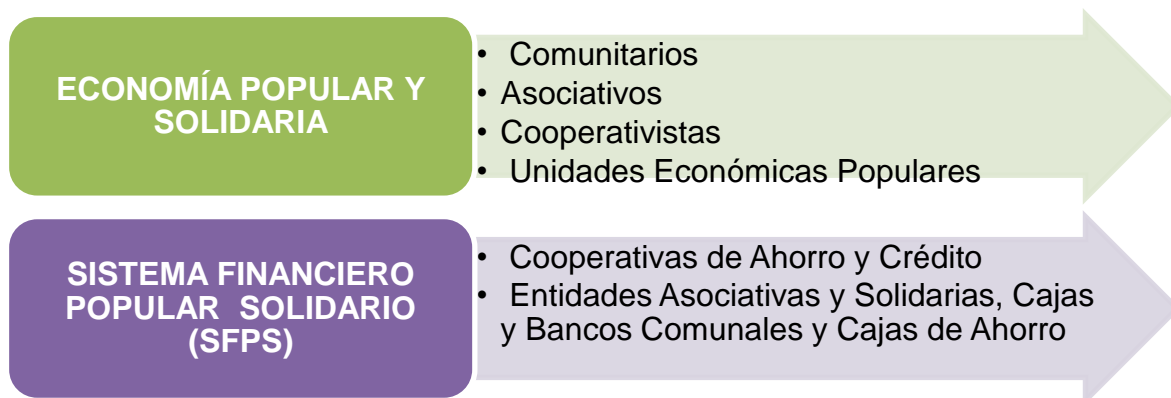 ECONOMÍA POPULAR Y
SOLIDARIA
• Comunitarios
• Asociativos
• Cooperativistas
• Unidades Económicas Populares
SISTEMA FINANCIERO
POPULAR SOLIDARIO
(SFPS)
• Cooperativas de Ahorro y Crédito
• Entidades Asociativas y Solidarias, Cajas
y Bancos Comunales y Cajas de Ahorro